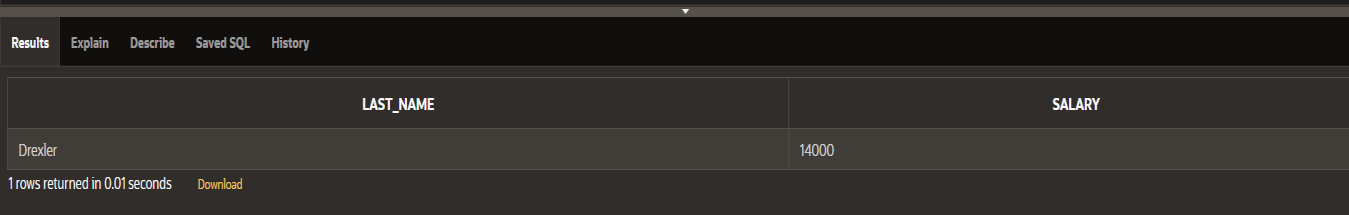 Results Explain Describe Saved SQL History
LAST_NAME SALARY
Drexler 14000
1 rows returned in 0.01 seconds Download